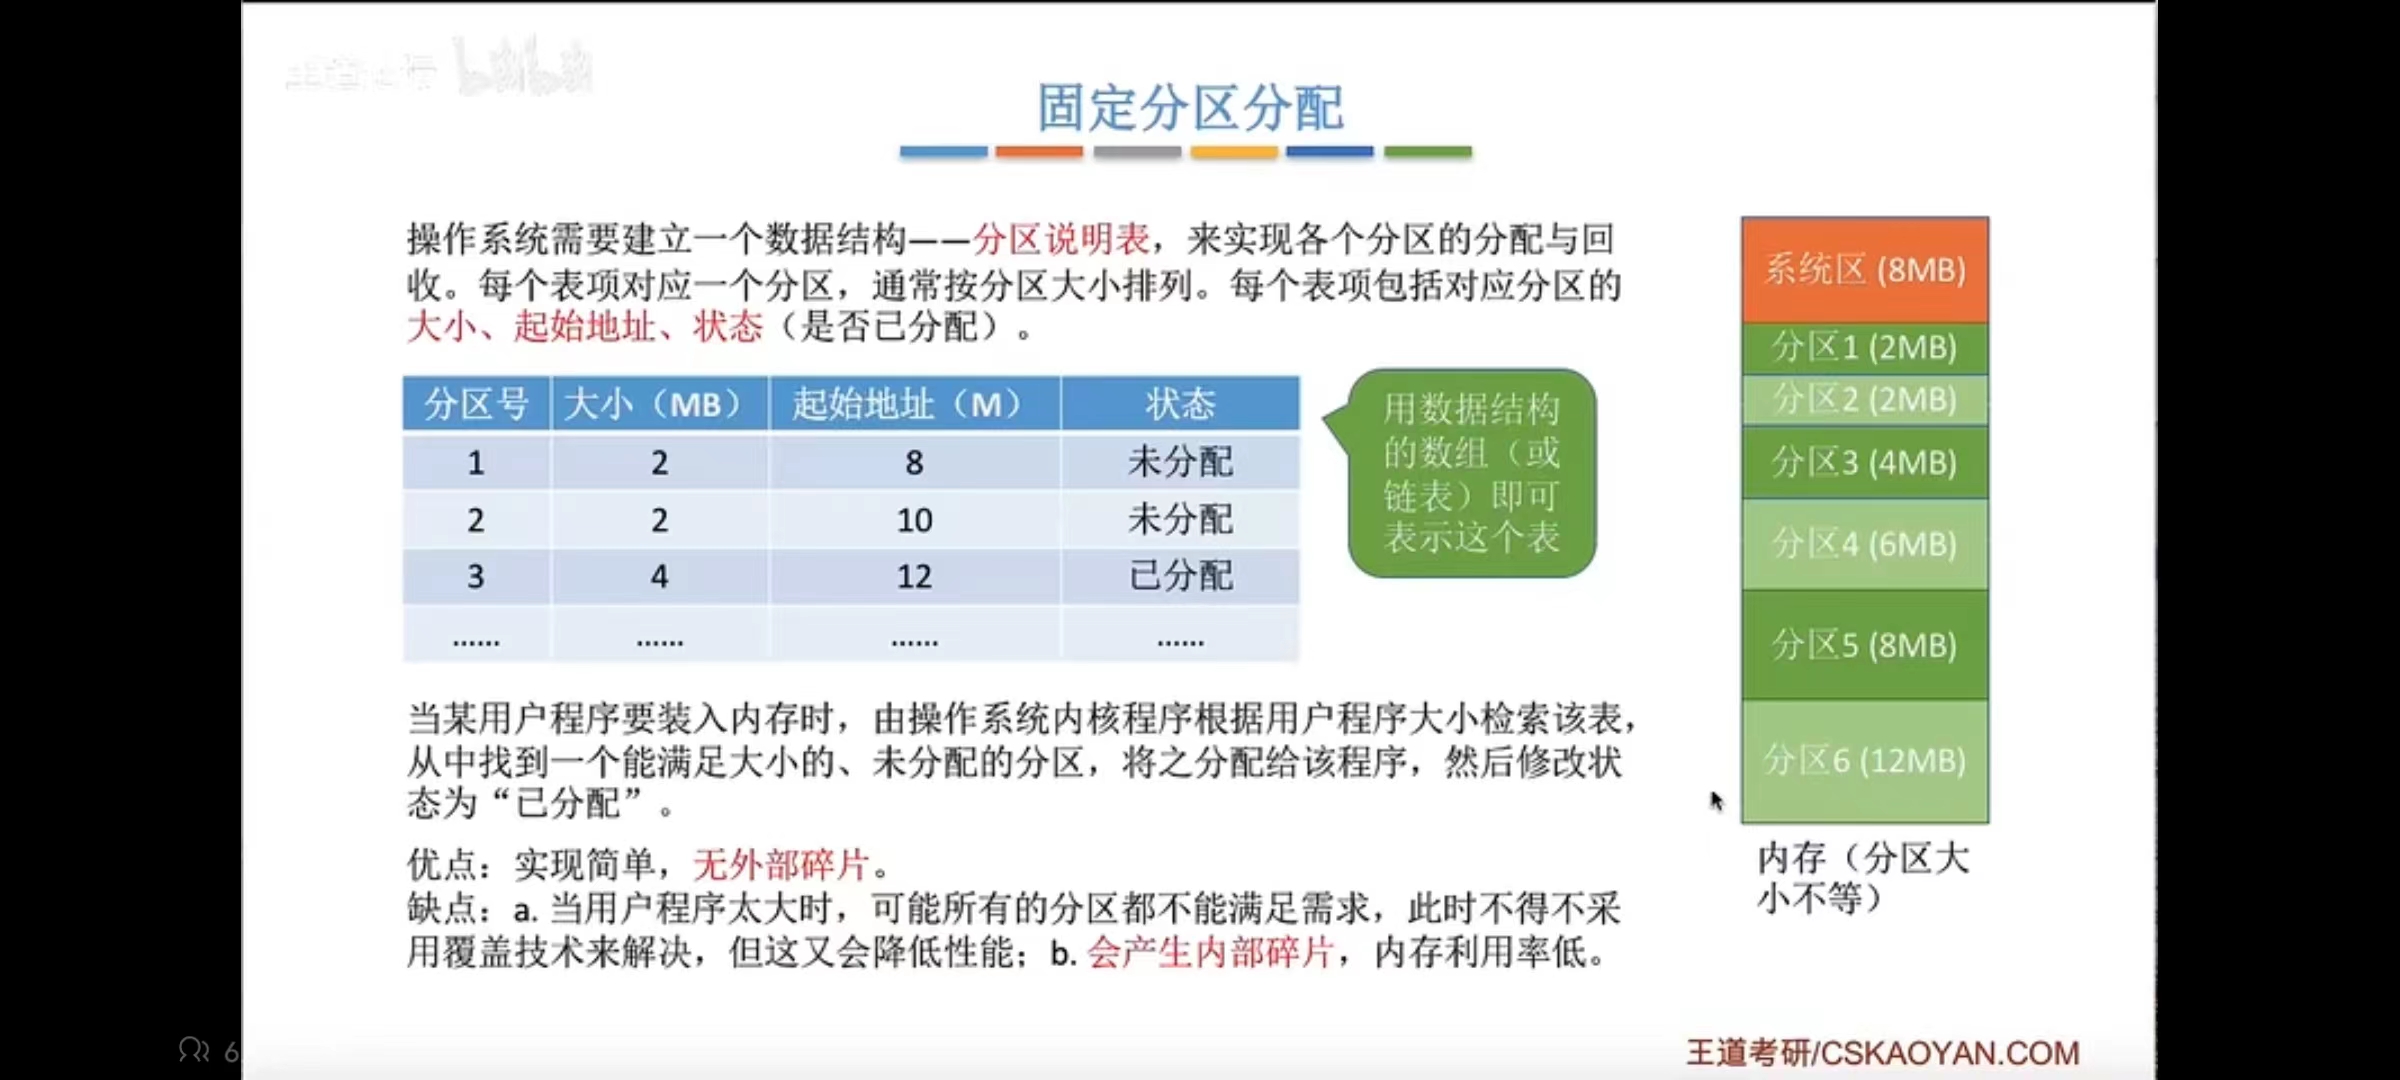 固定分区分配
操作系统需要建立一个数据结构——分区说明表，来实现各个分区的分配与回
收。每个表项对应一个分区，通常按分区大小排列。每个表项包括对应分区的
大小、起始地址、状态（是否已分配）。
分区号 大小（MB） 起始地址（M） 状态
1 2 8 未分配
2 2 10 未分配
3 4 12 已分配
...... ...... ...... ......
用数据结构
的数组（或
链表）即可
表示这个表
当某用户程序要装入内存时，由操作系统内核程序根据用户程序大小检索该表，
从中找到一个能满足大小的、未分配的分区，将之分配给该程序，然后修改状
态为“已分配”。
优点：实现简单，无外部碎片。
缺点：a. 当用户程序太大时，可能所有的分区都不能满足需求，此时不得不采
用覆盖技术来解决，但这又会降低性能；b. 会产生内部碎片，内存利用率低。
系统区 (8MB)
分区1 (2MB)
分区2 (2MB)
分区3 (4MB)
分区4 (6MB)
分区5 (8MB)
分区6 (12MB)
内存（分区大
小不等）
6
王道考研/CSKAOYAN.COM